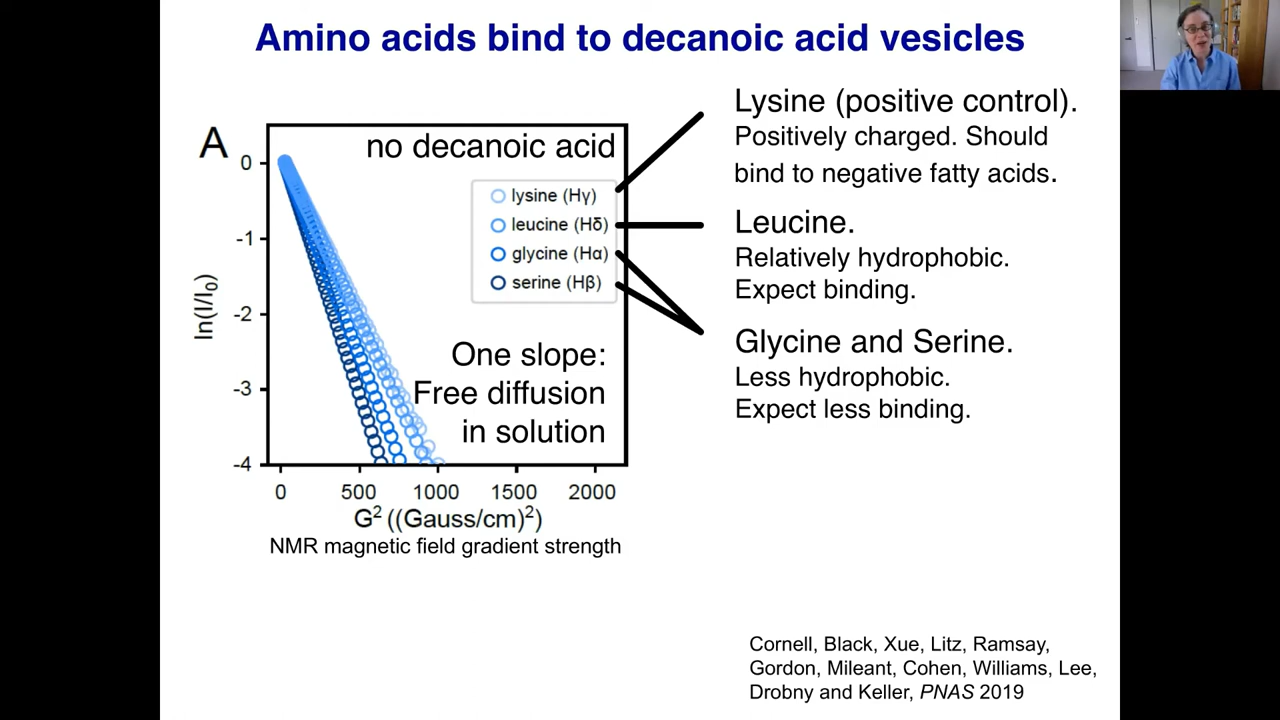 Amino acids bind to decanoic acid vesicles
A
no decanoic acid
lysine (Hγ)
leucine (Hδ)
glycine (Hα)
serine (Hβ)
One slope:
Free diffusion
in solution
0
-1
-2
-3
-4
ln(I/I₀)
0 500 1000 1500 2000
G² ((Gauss/cm)²)
NMR magnetic field gradient strength
Lysine (positive control).
Positively charged. Should
bind to negative fatty acids.
Leucine.
Relatively hydrophobic.
Expect binding.
Glycine and Serine.
Less hydrophobic.
Expect less binding.
Cornell, Black, Xue, Litz, Ramsay,
Gordon, Mileant, Cohen, Williams, Lee,
Drobny and Keller, PNAS 2019